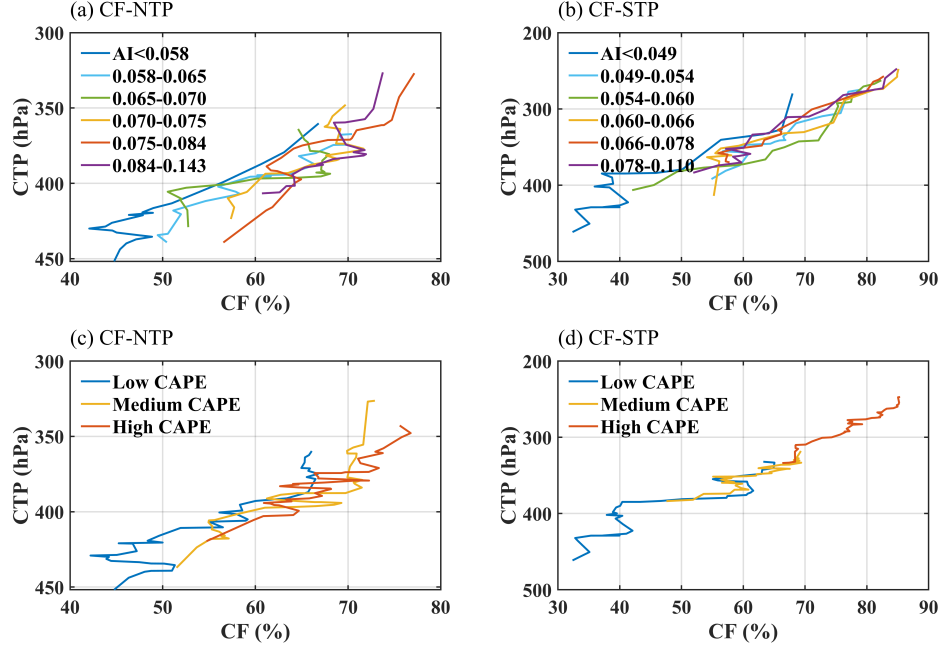 (a) CF-NTP
300
350
400
450
CTP (hPa)
AI<0.058
0.058-0.065
0.065-0.070
0.070-0.075
0.075-0.084
0.084-0.143
40 50 60 70 80
CF (%)
(b) CF-STP
200
300
400
500
CTP (hPa)
AI<0.049
0.049-0.054
0.054-0.060
0.060-0.066
0.066-0.078
0.078-0.110
30 40 50 60 70 80 90
CF (%)
(c) CF-NTP
300
350
400
450
CTP (hPa)
Low CAPE
Medium CAPE
High CAPE
40 50 60 70 80
CF (%)
(d) CF-STP
200
300
400
500
CTP (hPa)
Low CAPE
Medium CAPE
High CAPE
30 40 50 60 70 80 90
CF (%)